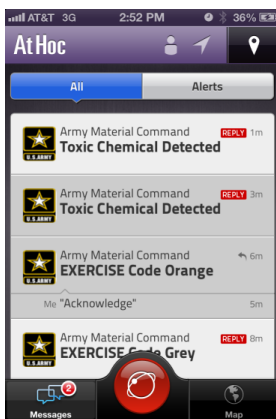 AT&T 3G 2:52 PM 36%
AtHoc
All Alerts
Army Material Command REPLY 1m
Toxic Chemical Detected
U.S.ARMY
Army Material Command REPLY 3m
Toxic Chemical Detected
U.S.ARMY
Army Material Command 6m
EXERCISE Code Orange
U.S.ARMY
Me "Acknowledge" 5m
Army Material Command REPLY 8m
EXERCISE Code Grey
U.S.ARMY
2
Messages Map